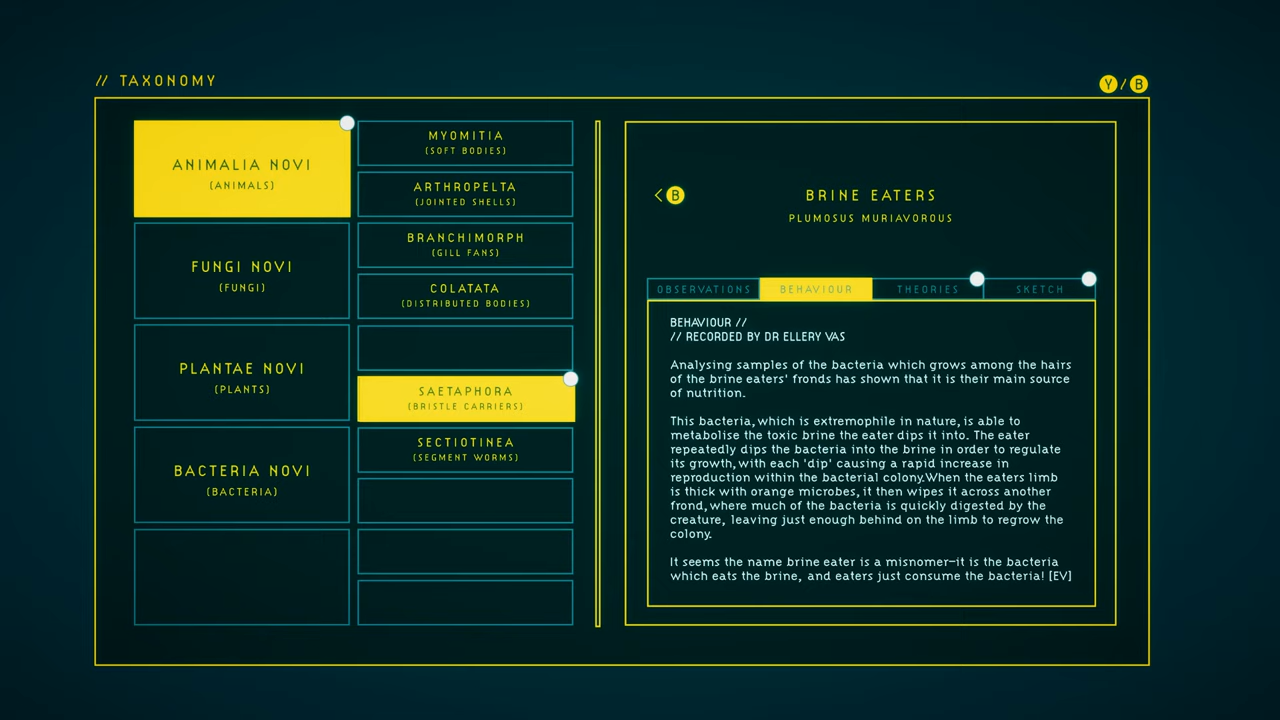 // TAXONOMY
Y / B
ANIMALIA NOVI
(ANIMALS)
FUNGI NOVI
(FUNGI)
PLANTAE NOVI
(PLANTS)
BACTERIA NOVI
(BACTERIA)
MYOMITIA
(SOFT BODIES)
ARTHROPELTA
(JOINTED SHELLS)
BRANCHIMORPH
(GILL FANS)
COLATATA
(DISTRIBUTED BODIES)
SAETAPHORA
(BRISTLE CARRIERS)
SECTIOTINEA
(SEGMENT WORMS)
< B
BRINE EATERS
PLUMOSUS MURIAVOROUS
OBSERVATIONS BEHAVIOUR THEORIES SKETCH
BEHAVIOUR //
// RECORDED BY DR ELLERY VAS
Analysing samples of the bacteria which grows among the hairs
of the brine eaters' fronds has shown that it is their main source
of nutrition.
This bacteria, which is extremophile in nature, is able to
metabolise the toxic brine the eater dips it into. The eater
repeatedly dips the bacteria into the brine in order to regulate
its growth, with each 'dip' causing a rapid increase in
reproduction within the bacterial colony.When the eaters limb
is thick with orange microbes, it then wipes it across another
frond, where much of the bacteria is quickly digested by the
creature, leaving just enough behind on the limb to regrow the
colony.
It seems the name brine eater is a misnomer—it is the bacteria
which eats the brine, and eaters just consume the bacteria! [EV]